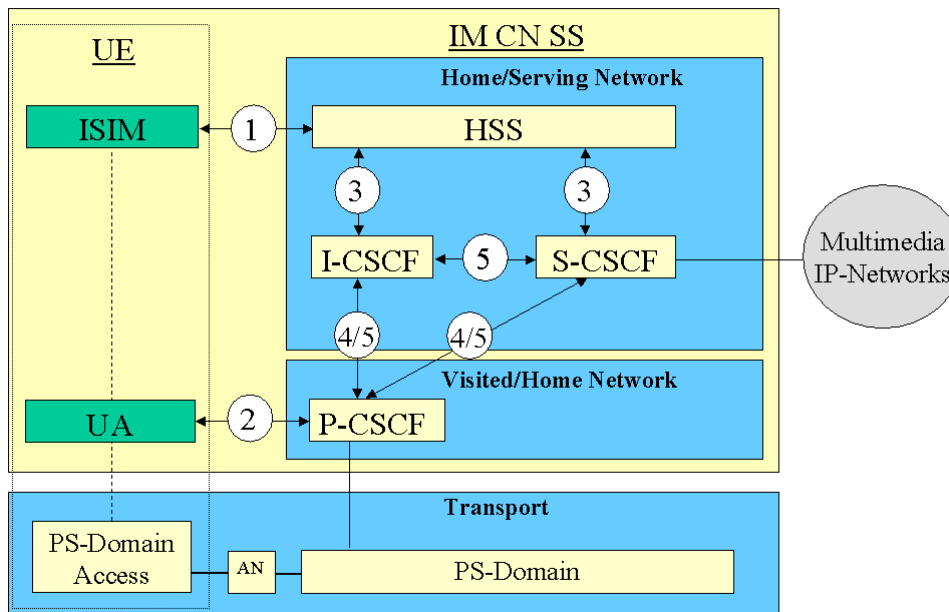 UE
IM CN SS
Home/Serving Network
ISIM
1
HSS
3
3
I-CSCF
5
S-CSCF
Multimedia
IP-Networks
4/5
4/5
Visited/Home Network
UA
2
P-CSCF
Transport
PS-Domain
Access
AN
PS-Domain